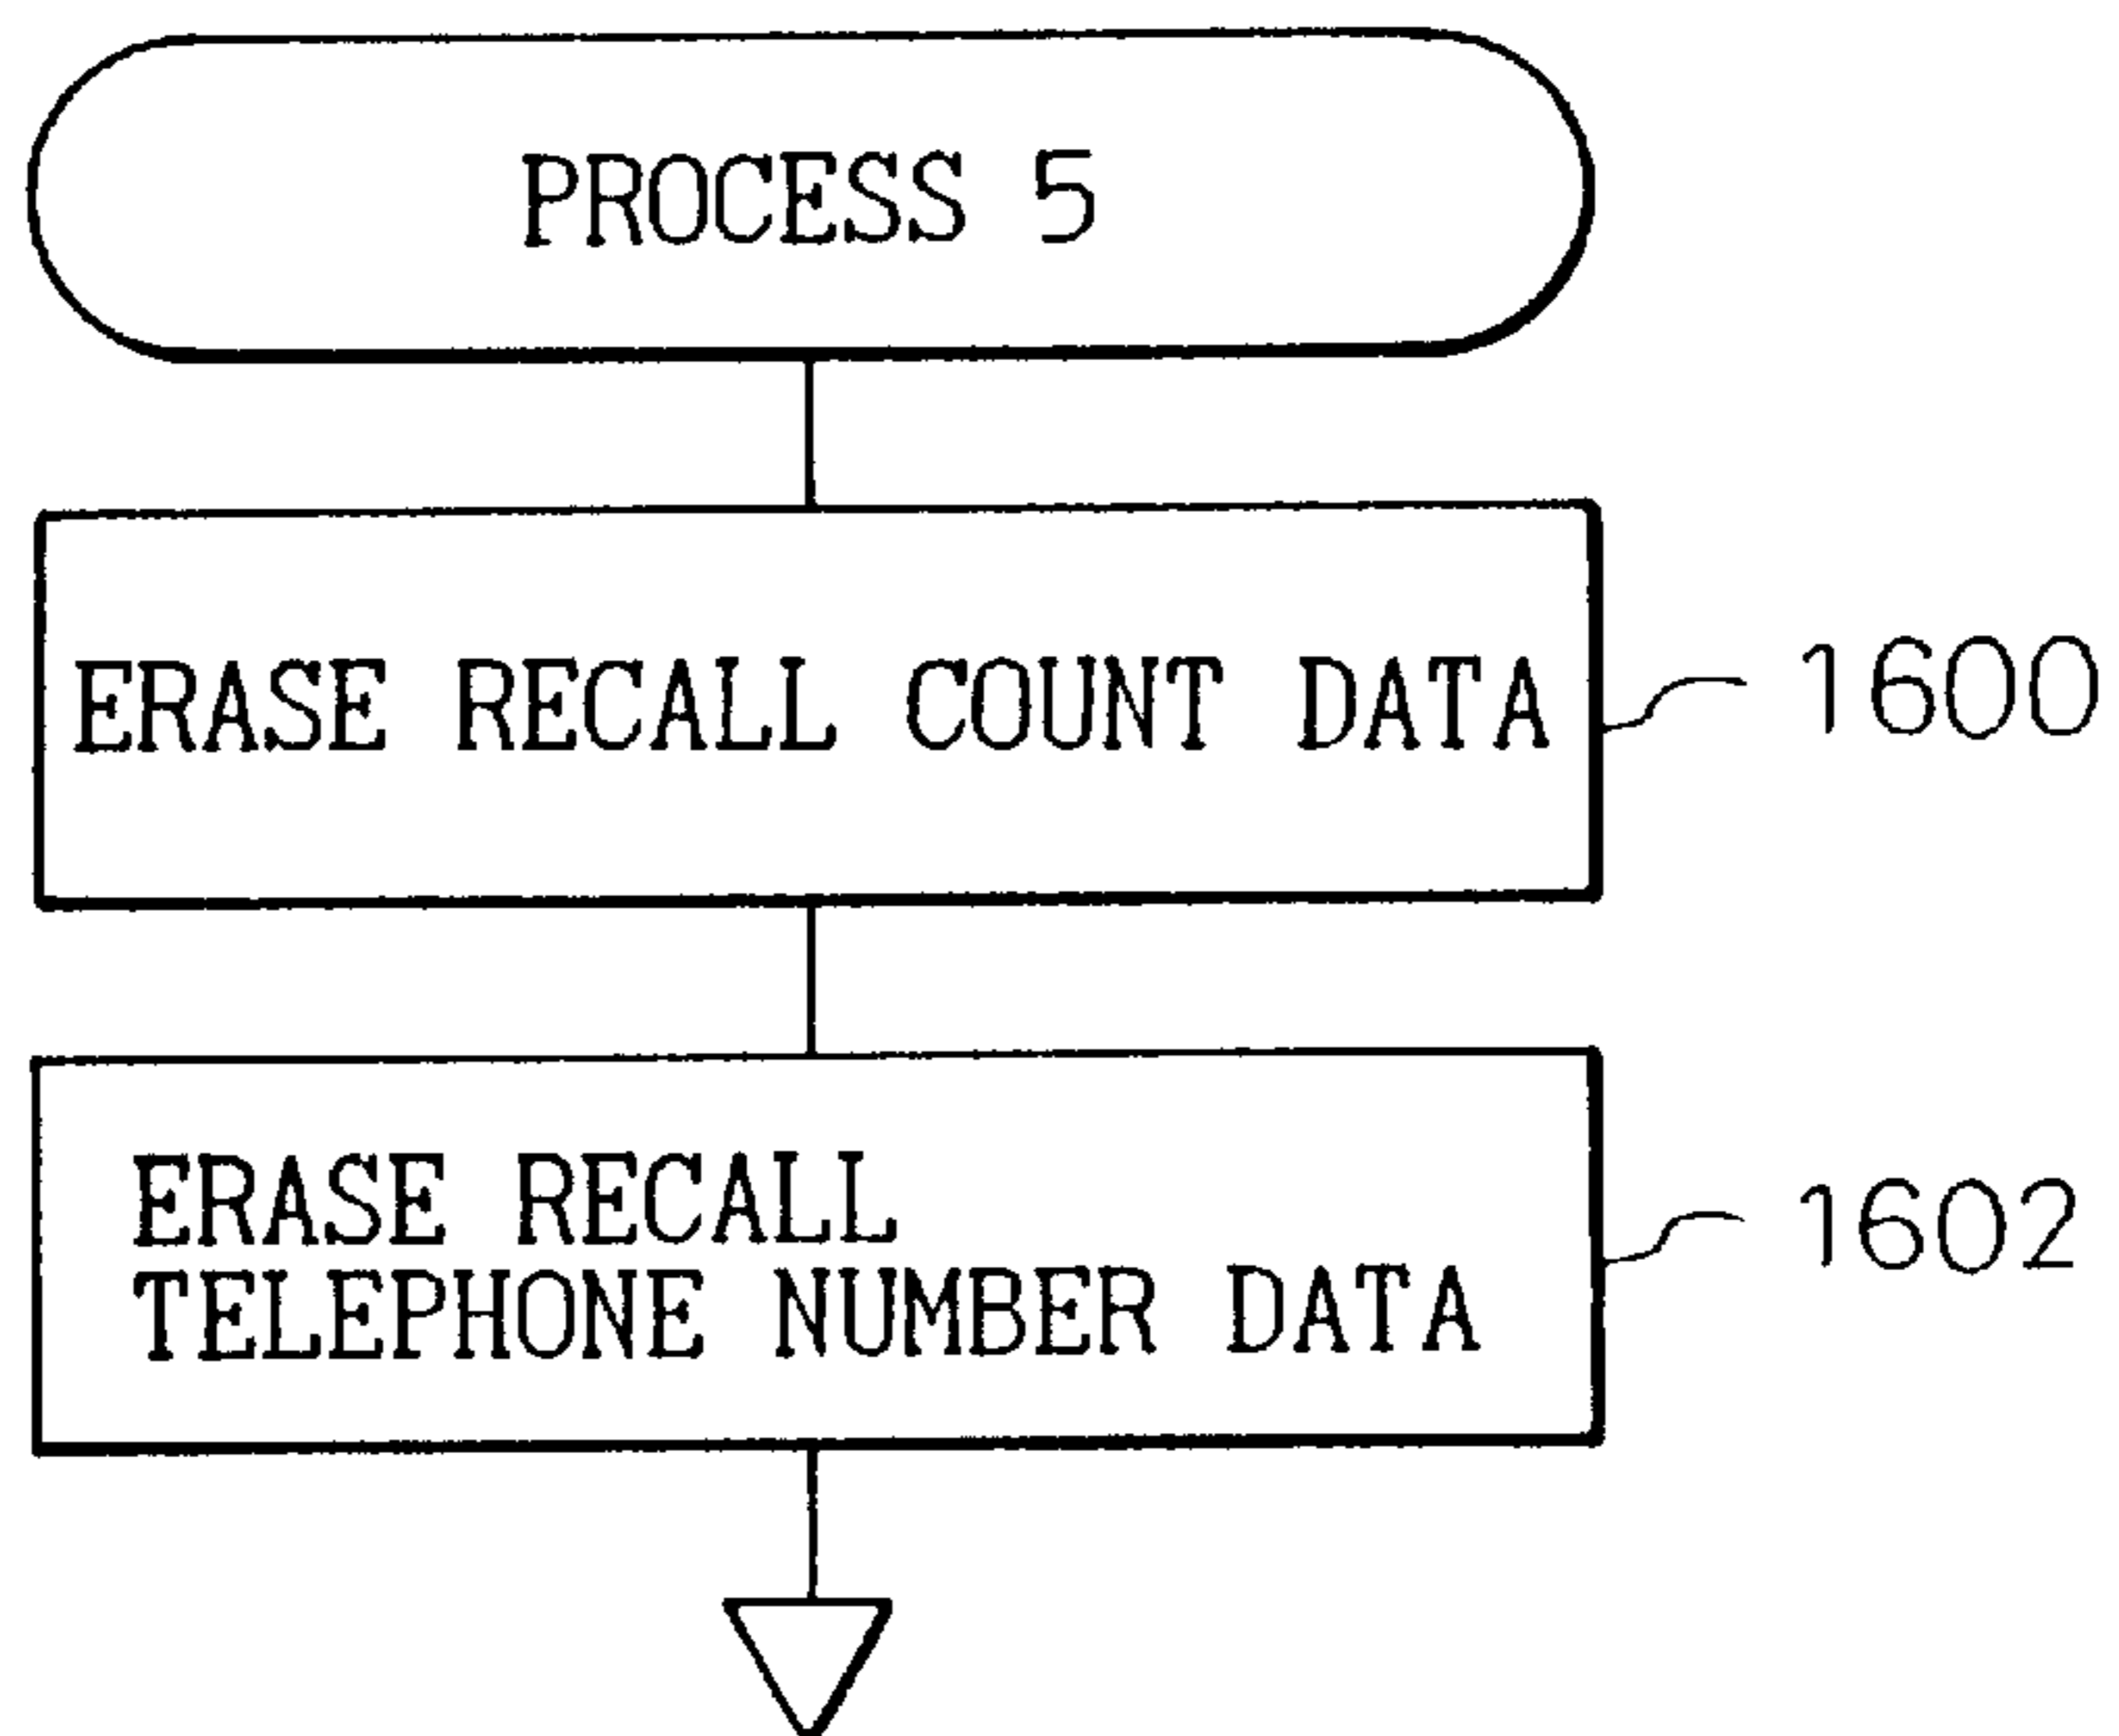 PROCESS 5
ERASE RECALL COUNT DATA
1600
ERASE RECALL
TELEPHONE NUMBER DATA
1602